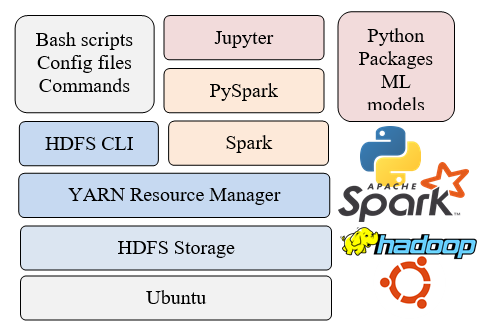 Bash scripts
Config files
Commands
Jupyter
Python
Packages
ML
models
PySpark
HDFS CLI
Spark
YARN Resource Manager
HDFS Storage
Ubuntu
APACHE
Spark™
hadoop